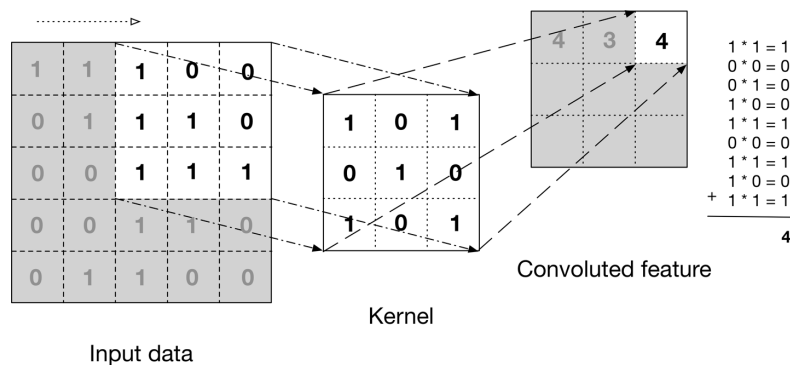 1 1 1 0 0
0 1 1 1 0
0 0 1 1 1
0 0 1 1 0
0 1 1 0 0
Input data
1 0 1
0 1 0
1 0 1
Kernel
4 3 4
Convoluted feature
1 * 1 = 1
0 * 0 = 0
0 * 1 = 0
1 * 0 = 0
1 * 1 = 1
0 * 0 = 0
1 * 1 = 1
1 * 0 = 0
+ 1 * 1 = 1
4